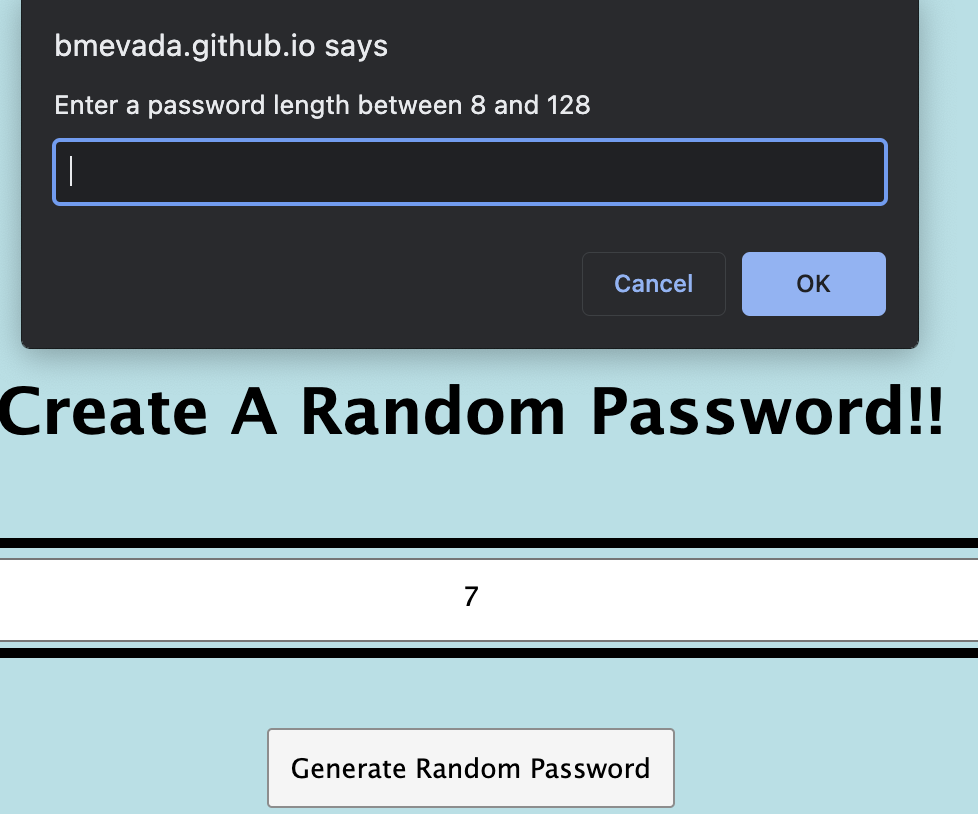 bmevada.github.io says
Enter a password length between 8 and 128
Cancel OK
Create A Random Password!!
7
Generate Random Password